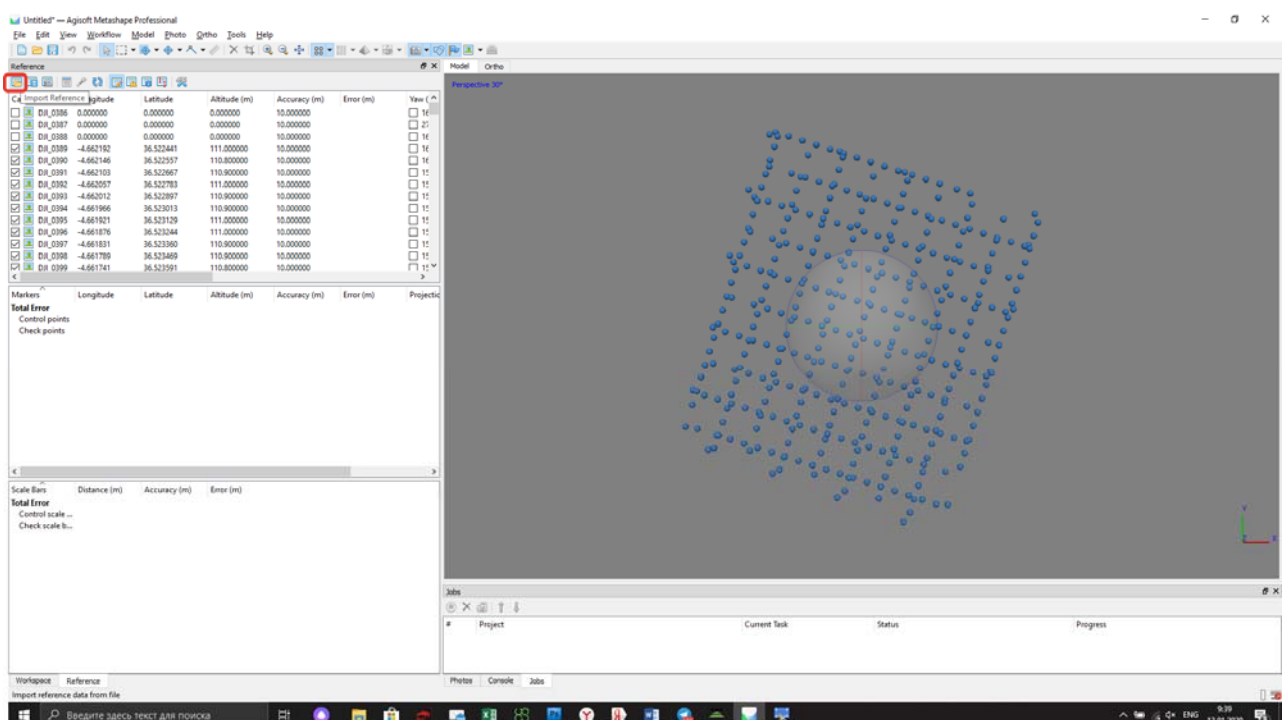 Untitled* — Agisoft Metashape Professional
File Edit View Workflow Model Photo Ortho Tools Help
Reference
Import Reference
Longitude Latitude Altitude (m) Accuracy (m) Error (m) Yaw (
DJI_0386 0.000000 0.000000 0.000000 10.000000
DJI_0387 0.000000 0.000000 0.000000 10.000000
DJI_0388 0.000000 0.000000 0.000000 10.000000
DJI_0389 -4.662192 36.522441 111.000000 10.000000
DJI_0390 -4.662146 36.522557 110.800000 10.000000
DJI_0391 -4.662103 36.522667 110.900000 10.000000
DJI_0392 -4.662057 36.522783 111.000000 10.000000
DJI_0393 -4.662012 36.522897 110.900000 10.000000
DJI_0394 -4.661966 36.523013 110.900000 10.000000
DJI_0395 -4.661921 36.523129 111.000000 10.000000
DJI_0396 -4.661876 36.523244 111.000000 10.000000
DJI_0397 -4.661831 36.523360 110.900000 10.000000
DJI_0398 -4.661789 36.523469 110.900000 10.000000
DJI_0399 -4.661741 36.523591 110.800000 10.000000
Markers Longitude Latitude Altitude (m) Accuracy (m) Error (m) Projectic
Total Error
Control points
Check points
Scale Bars Distance (m) Accuracy (m) Error (m)
Total Error
Control scale ...
Check scale b...
Workspace Reference
Import reference data from file
Model Ortho
Perspective 30°
Y
Z X
Jobs
# Project Current Task Status Progress
Photos Console Jobs
Введите здесь текст для поиска
ENG
9:39